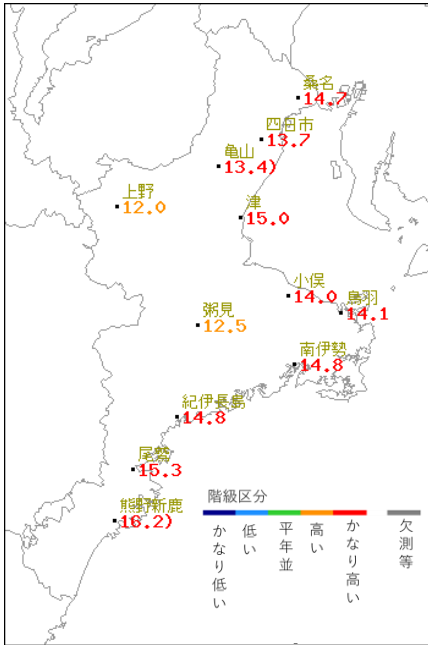 桑名
14.7
四日市
13.7
亀山
13.4)
上野
12.0
津
15.0
小俣
14.0
鳥羽
14.1
粥見
12.5
南伊勢
14.8
紀伊長島
14.8
尾鷲
15.3
熊野新鹿
16.2)
階級区分
かなり低い
低い
平年並
高い
かなり高い
欠測等